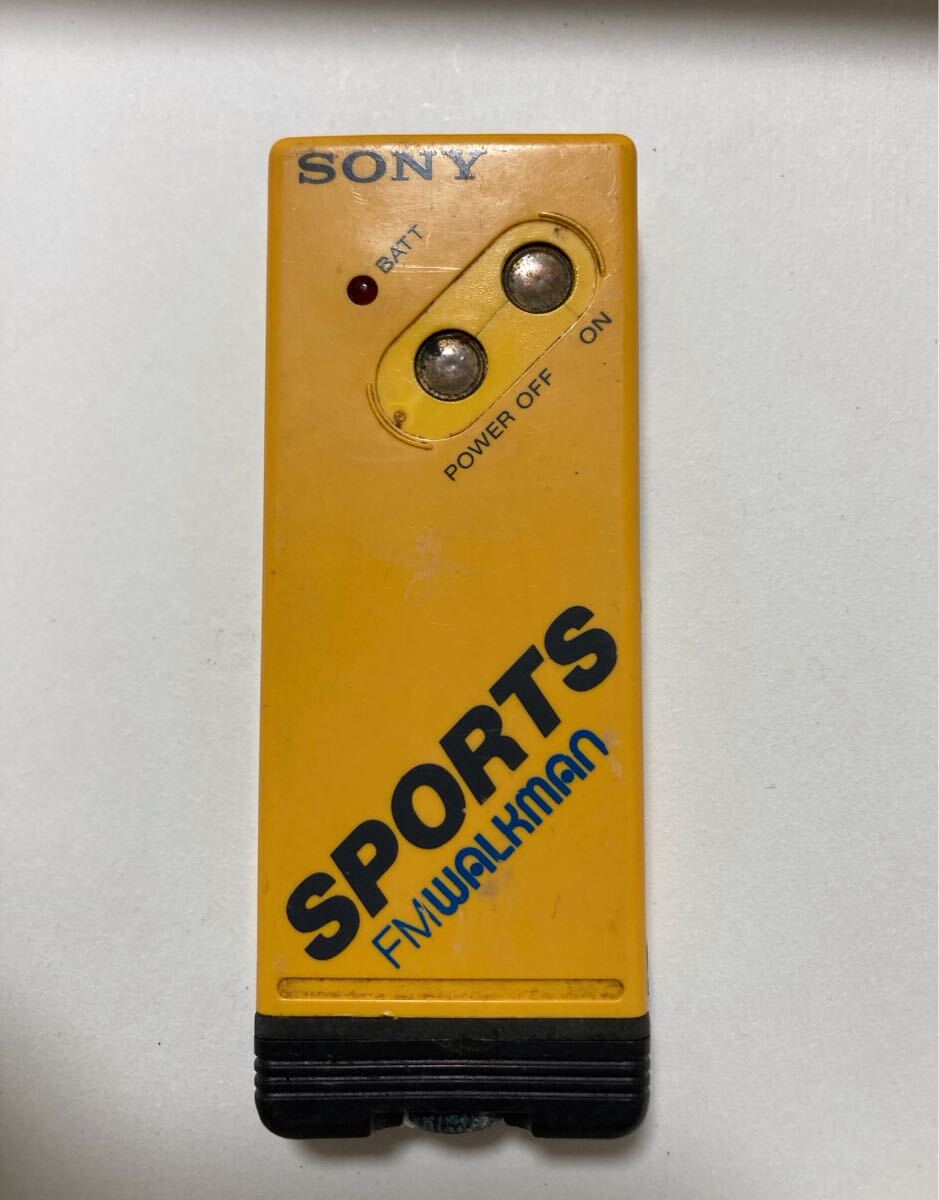 SONY
BATT
POWER OFF ON
SPORTS
FM WALKMAN